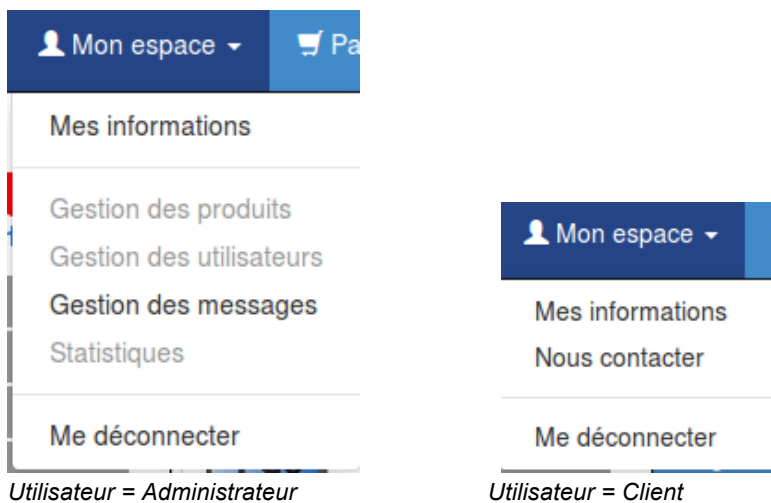 Mon espace
Pa
Mes informations
Gestion des produits
Gestion des utilisateurs
Gestion des messages
Statistiques
Me déconnecter
Utilisateur = Administrateur
Mon espace
Mes informations
Nous contacter
Me déconnecter
Utilisateur = Client